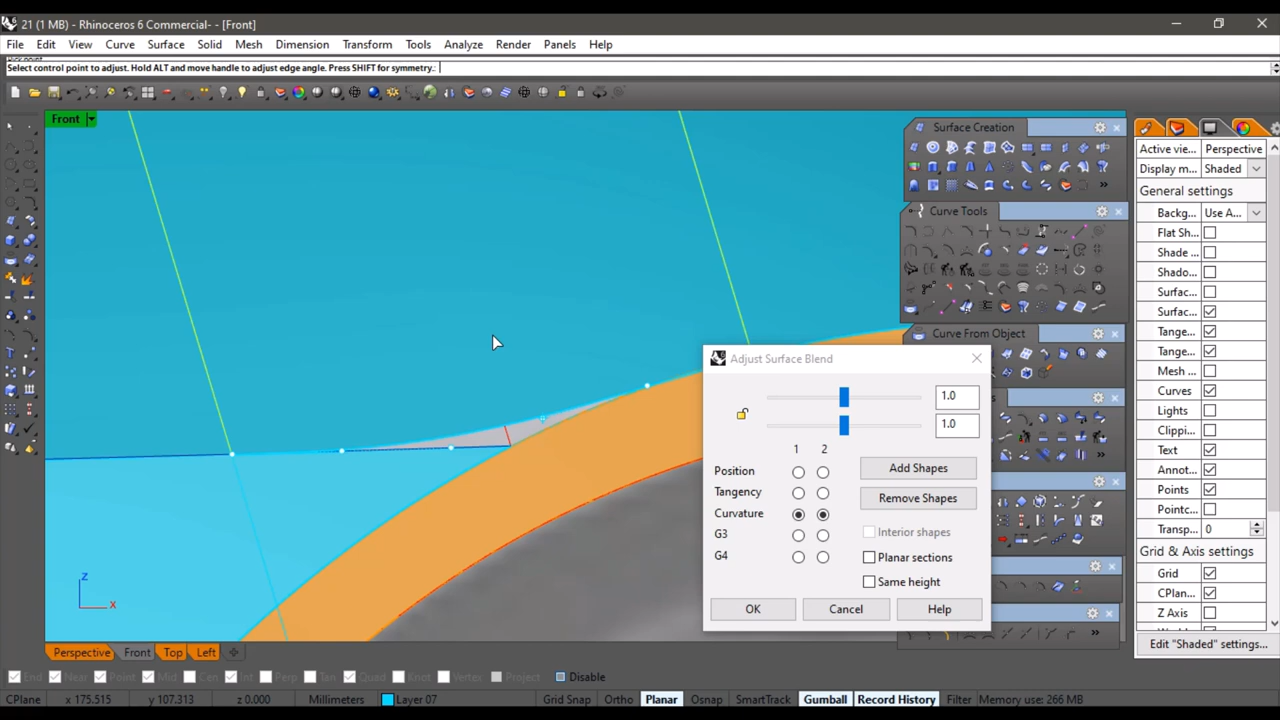 21 (1 MB) - Rhinoceros 6 Commercial- - [Front]
File Edit View Curve Surface Solid Mesh Dimension Transform Tools Analyze Render Panels Help
Select control point to adjust. Hold ALT and move handle to adjust edge angle. Press SHIFT for symmetry.:
Front
Surface Creation
Curve Tools
Curve From Object
Active vie... Perspective
Display m... Shaded
General settings
Backg... Use A...
Flat Sh...
Shade ...
Shado...
Surfac...
Surfac...
Tange...
Tange...
Mesh ...
Curves
Lights
Clippi...
Text
Annot...
Points
Pointc...
Transp... 0
Grid & Axis settings
Grid
CPlan...
Z Axis
Edit "Shaded" settings...
Adjust Surface Blend
1.0
1.0
1 2
Position
Tangency
Curvature
G3
G4
Add Shapes
Remove Shapes
Interior shapes
Planar sections
Same height
OK Cancel Help
z
x
Perspective Front Top Left
End Near Point Mid Cen Int Perp Tan Quad Knot Vertex Project Disable
CPlane x 175.515 y 107.313 z 0.000 Millimeters Layer 07 Grid Snap Ortho Planar Osnap SmartTrack Gumball Record History Filter Memory use: 266 MB